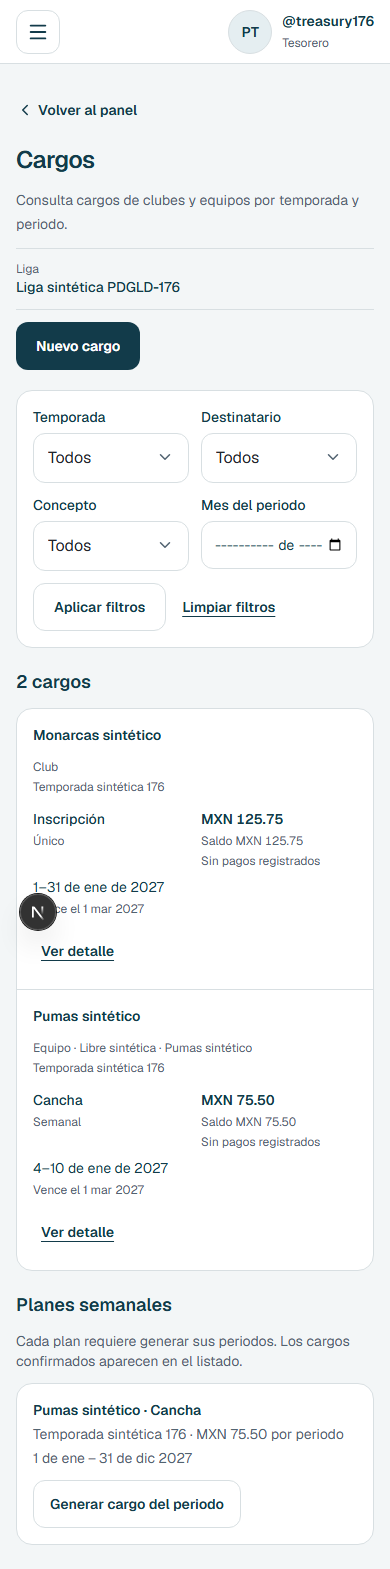 PT
@treasury176
Tesorero
Volver al panel
Cargos
Consulta cargos de clubes y equipos por temporada y
periodo.
Liga
Liga sintética PDGLD-176
Nuevo cargo
Temporada
Destinatario
Todos
Todos
Concepto
Mes del periodo
Todos
---------- de ----
Aplicar filtros
Limpiar filtros
2 cargos
Monarcas sintético
Club
Temporada sintética 176
Inscripción
MXN 125.75
Único
Saldo MXN 125.75
Sin pagos registrados
1–31 de ene de 2027
N
ce el 1 mar 2027
Ver detalle
Pumas sintético
Equipo · Libre sintética · Pumas sintético
Temporada sintética 176
Cancha
MXN 75.50
Semanal
Saldo MXN 75.50
Sin pagos registrados
4–10 de ene de 2027
Vence el 1 mar 2027
Ver detalle
Planes semanales
Cada plan requiere generar sus periodos. Los cargos
confirmados aparecen en el listado.
Pumas sintético · Cancha
Temporada sintética 176 · MXN 75.50 por periodo
1 de ene – 31 de dic 2027
Generar cargo del periodo